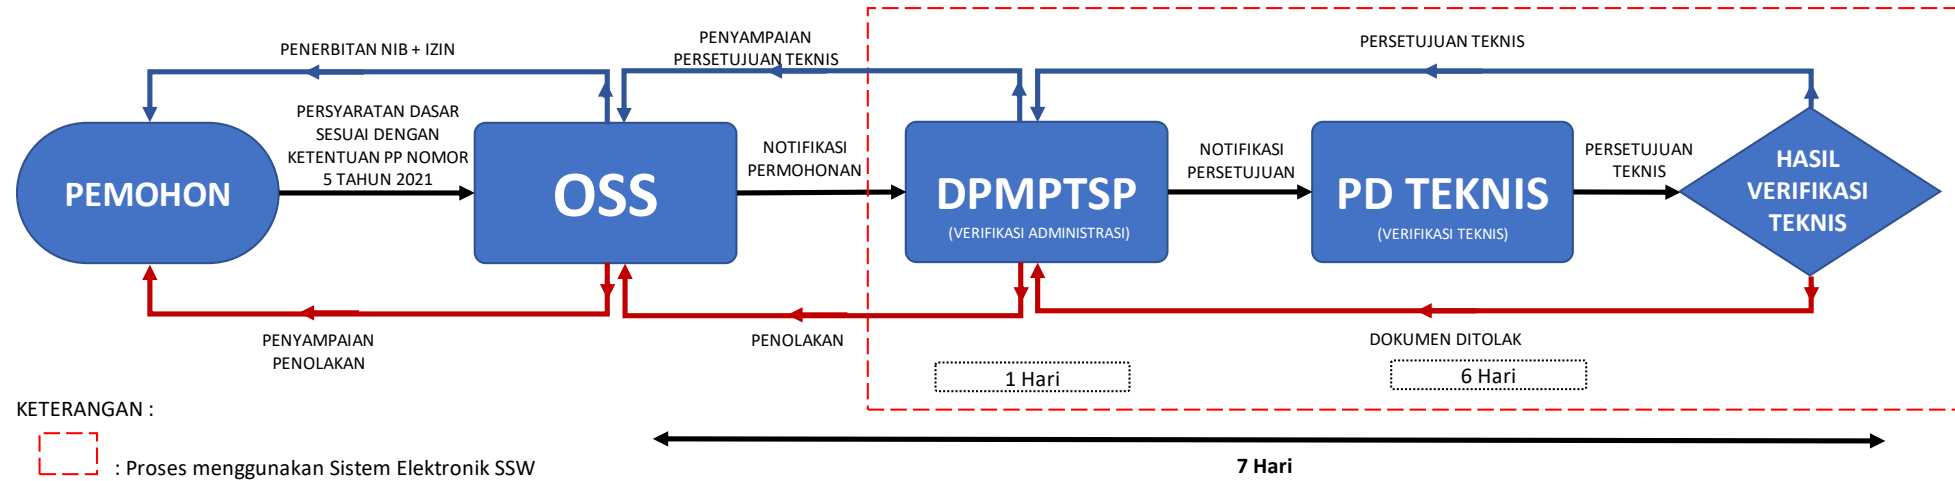 PENERBITAN NIB + IZIN
PENYAMPAIAN
PERSETUJUAN TEKNIS
PERSETUJUAN TEKNIS
PERSYARATAN DASAR
SESUAI DENGAN
KETENTUAN PP NOMOR
5 TAHUN 2021
NOTIFIKASI
PERMOHONAN
NOTIFIKASI
PERSETUJUAN
PERSETUJUAN
TEKNIS
PEMOHON
OSS
DPMPTSP
(VERIFIKASI ADMINISTRASI)
PD TEKNIS
(VERIFIKASI TEKNIS)
HASIL
VERIFIKASI
TEKNIS
PENYAMPAIAN
PENOLAKAN
PENOLAKAN
DOKUMEN DITOLAK
1 Hari
6 Hari
KETERANGAN :
: Proses menggunakan Sistem Elektronik SSW
7 Hari